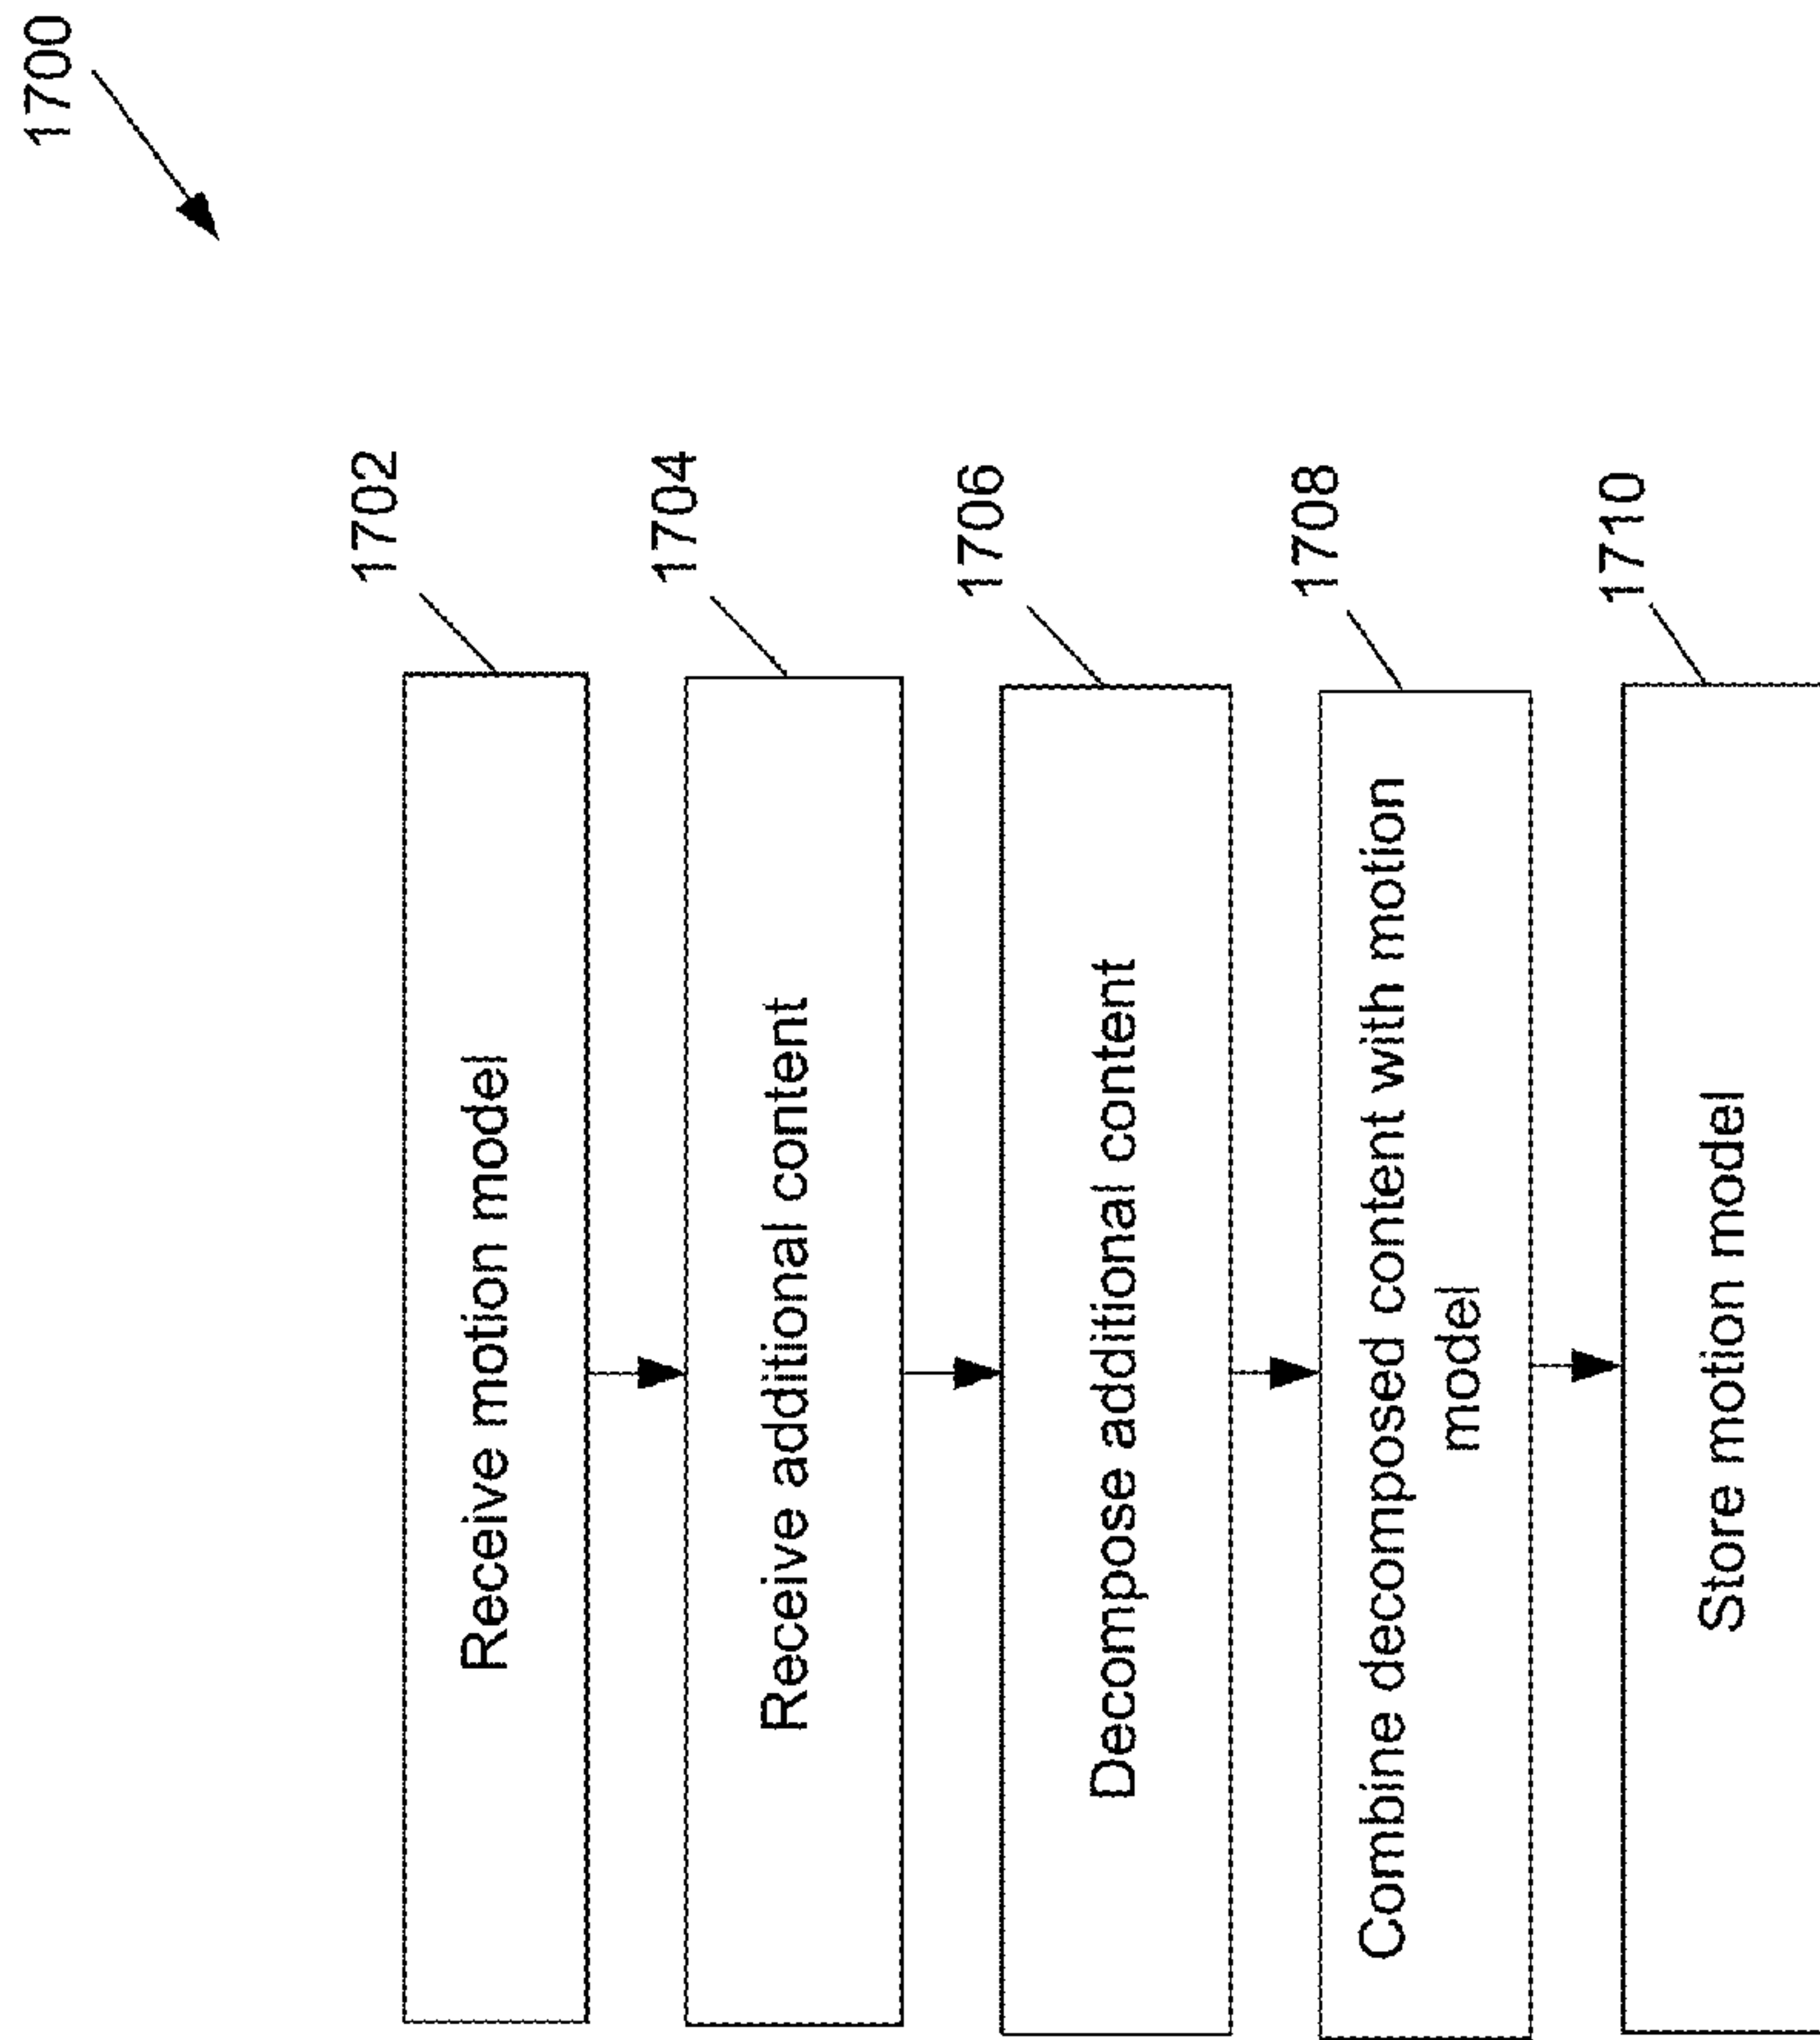 1700
1702
Receive motion model
1704
Receive additional content
1706
Decompose additional content
1708
Combine decomposed content with motion
model
1710
Store motion model